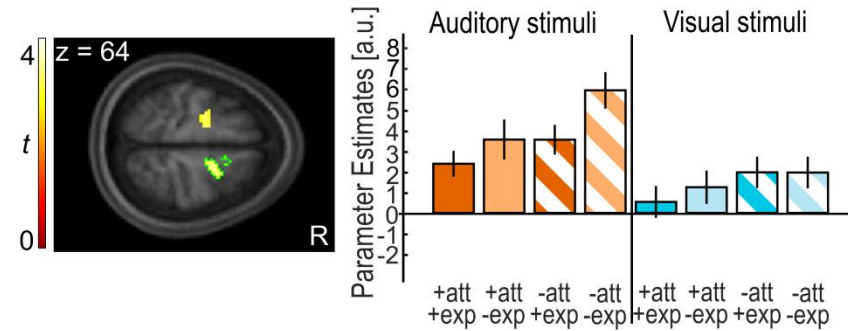 4
t
0
z = 64
R
Auditory stimuli
Visual stimuli
Parameter Estimates [a.u.]
8
7
6
5
4
3
2
1
0
-1
-2
+att +att -att -att +att +att -att -att
+exp -exp +exp -exp +exp -exp +exp -exp